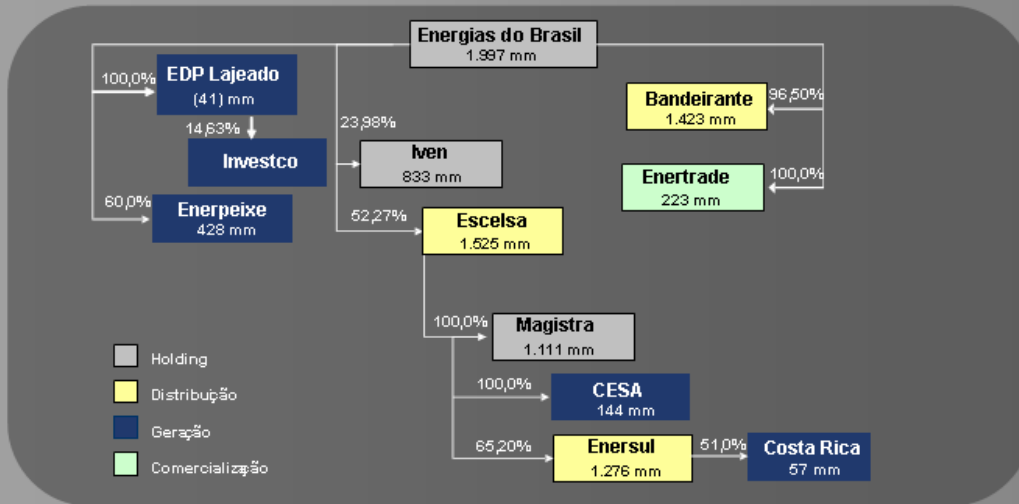 Energias do Brasil
1.997 mm
100,0%
EDP Lajeado
(41) mm
14,63%
Investco
60,0%
Enerpeixe
428 mm
23,98%
Iven
833 mm
52,27%
Escelsa
1.525 mm
96,50%
Bandeirante
1.423 mm
100,0%
Enertrade
223 mm
100,0%
Magistra
1.111 mm
100,0%
CESA
144 mm
65,20%
Enersul
1.276 mm
51,0%
Costa Rica
57 mm
Holding
Distribuição
Geração
Comercialização